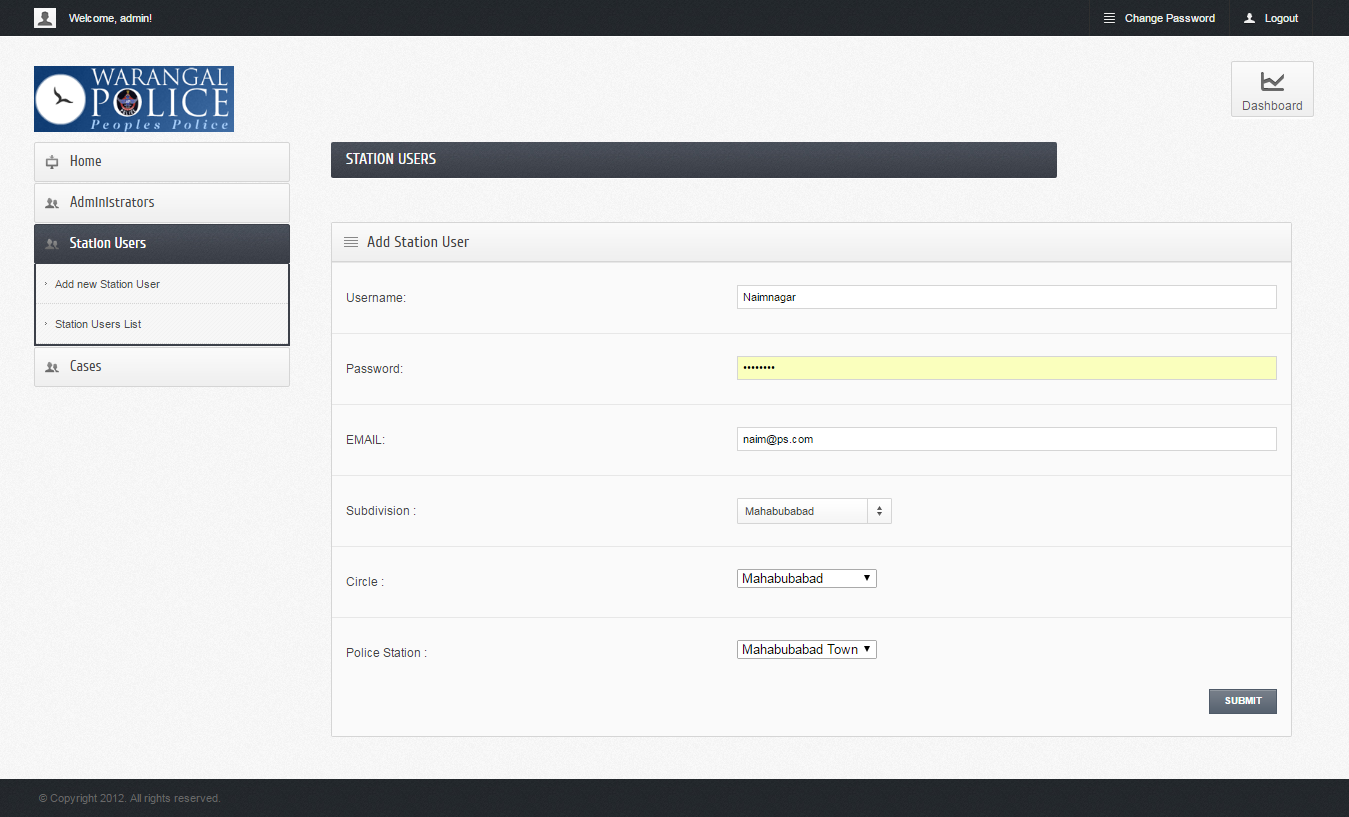 Welcome, admin!
Change Password
Logout
WARANGAL
POLICE
Peoples Police
Dashboard
Home
Administrators
Station Users
Add new Station User
Station Users List
Cases
STATION USERS
Add Station User
Username:
Naimnagar
Password:
••••••••
EMAIL:
naim@ps.com
Subdivision :
Mahabubabad
Circle :
Mahabubabad
Police Station :
Mahabubabad Town
SUBMIT
© Copyright 2012. All rights reserved.